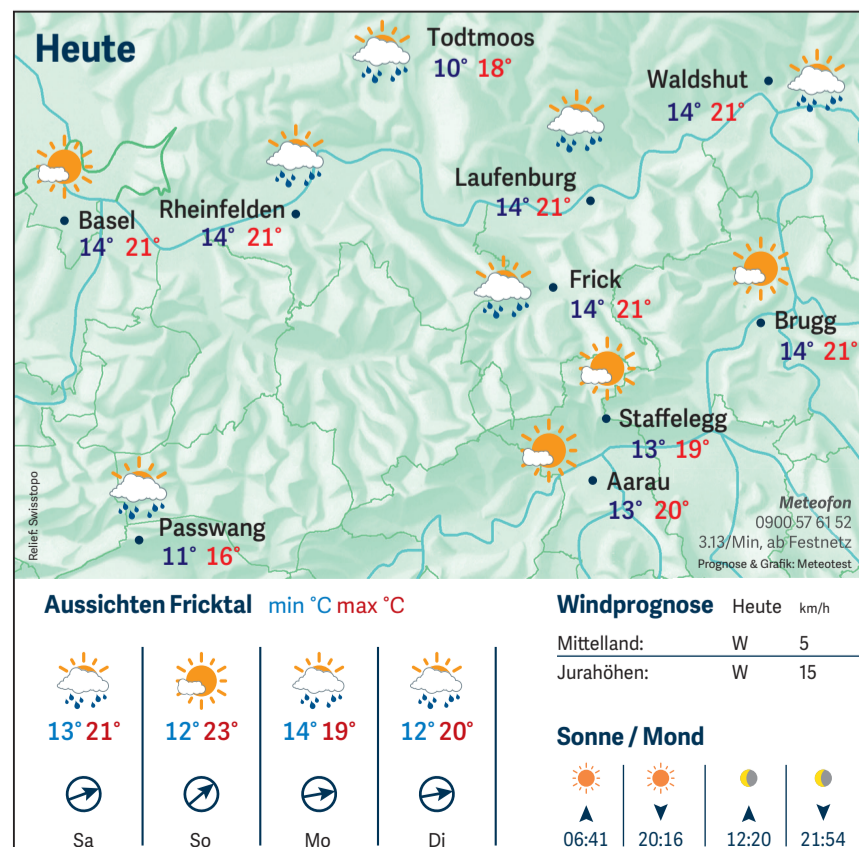 Heute
Todtmoos
10° 18°
Waldshut
14° 21°
Laufenburg
14° 21°
Basel
14° 21°
Rheinfelden
14° 21°
Frick
14° 21°
Brugg
14° 21°
Staffelegg
13° 19°
Aarau
13° 20°
Passwang
11° 16°
Relief: Swisstopo
Meteofon
0900 57 61 52
3.13/Min, ab Festnetz
Prognose & Grafik: Meteotest
Aussichten Fricktal min °C max °C
13° 21° 12° 23° 14° 19° 12° 20°
Sa So Mo Di
Windprognose Heute km/h
Mittelland: W 5
Jurahöhen: W 15
Sonne / Mond
06:41 20:16 12:20 21:54